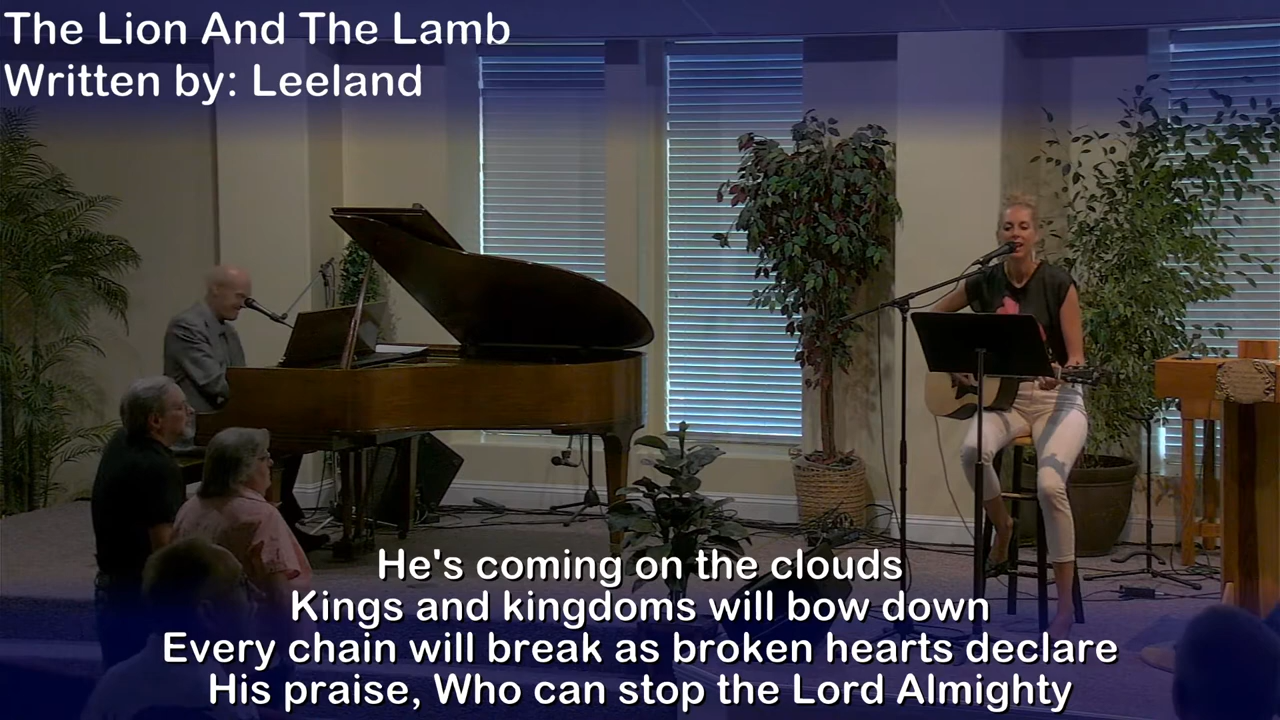 The Lion And The Lamb
Written by: Leeland
He's coming on the clouds
Kings and kingdoms will bow down
Every chain will break as broken hearts declare
His praise, Who can stop the Lord Almighty